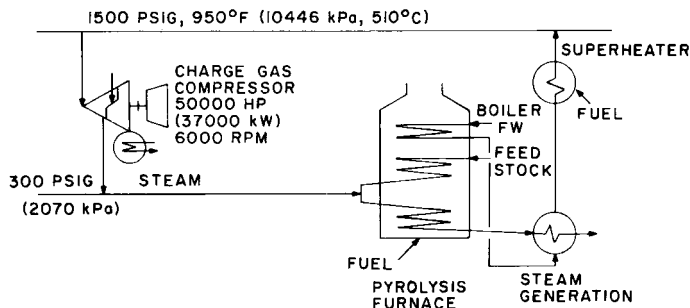 1500 PSIG, 950°F (10446 kPa, 510°C)
SUPERHEATER
FUEL
CHARGE GAS
COMPRESSOR
50000 HP
(37000 kW)
6000 RPM
BOILER
FW
FEED
STOCK
300 PSIG STEAM
(2070 kPa)
FUEL
PYROLYSIS
FURNACE
STEAM
GENERATION